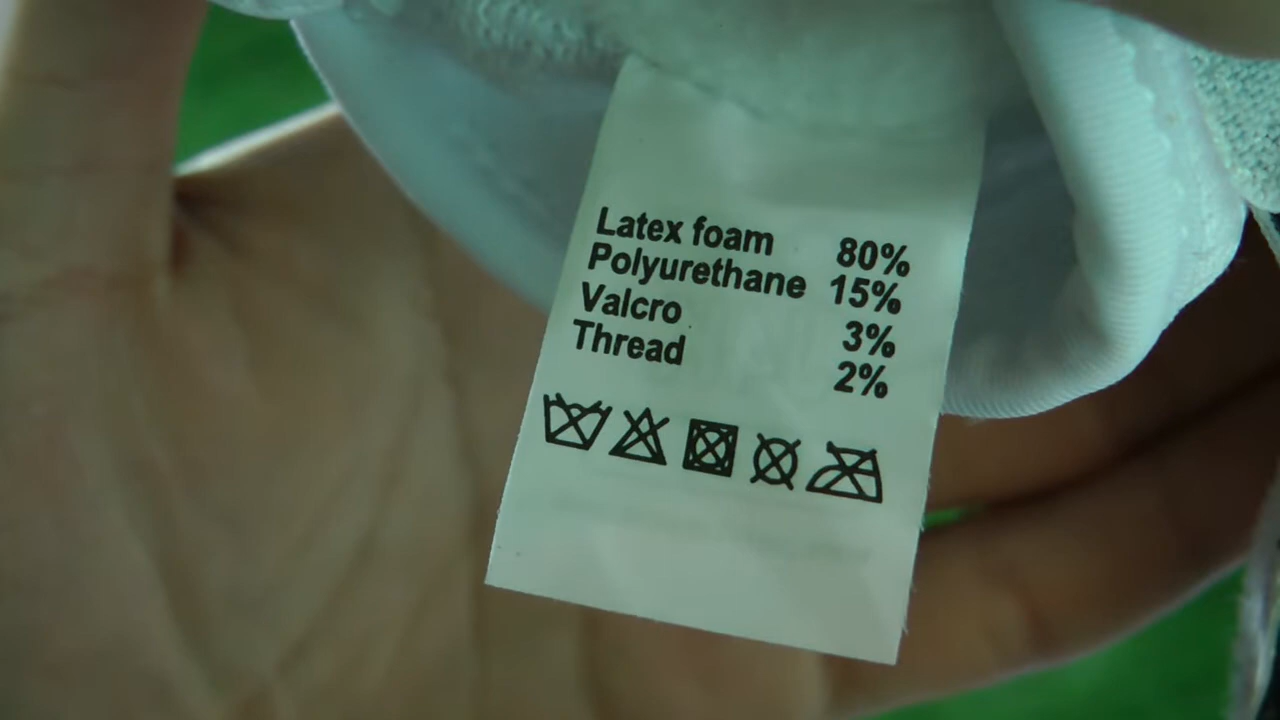 Latex foam 80%
Polyurethane 15%
Valcro 3%
Thread 2%